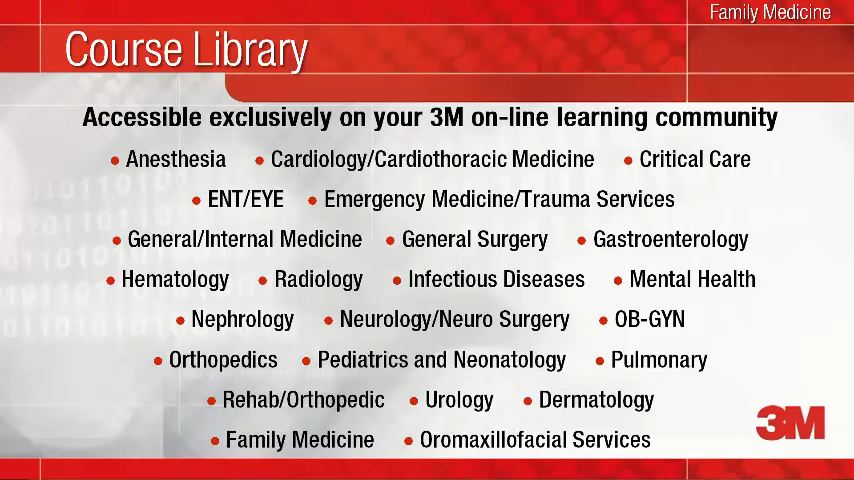 Family Medicine
Course Library
Accessible exclusively on your 3M on-line learning community
• Anesthesia • Cardiology/Cardiothoracic Medicine • Critical Care
• ENT/EYE • Emergency Medicine/Trauma Services
• General/Internal Medicine • General Surgery • Gastroenterology
• Hematology • Radiology • Infectious Diseases • Mental Health
• Nephrology • Neurology/Neuro Surgery • OB-GYN
• Orthopedics • Pediatrics and Neonatology • Pulmonary
• Rehab/Orthopedic • Urology • Dermatology
• Family Medicine • Oromaxillofacial Services
3M